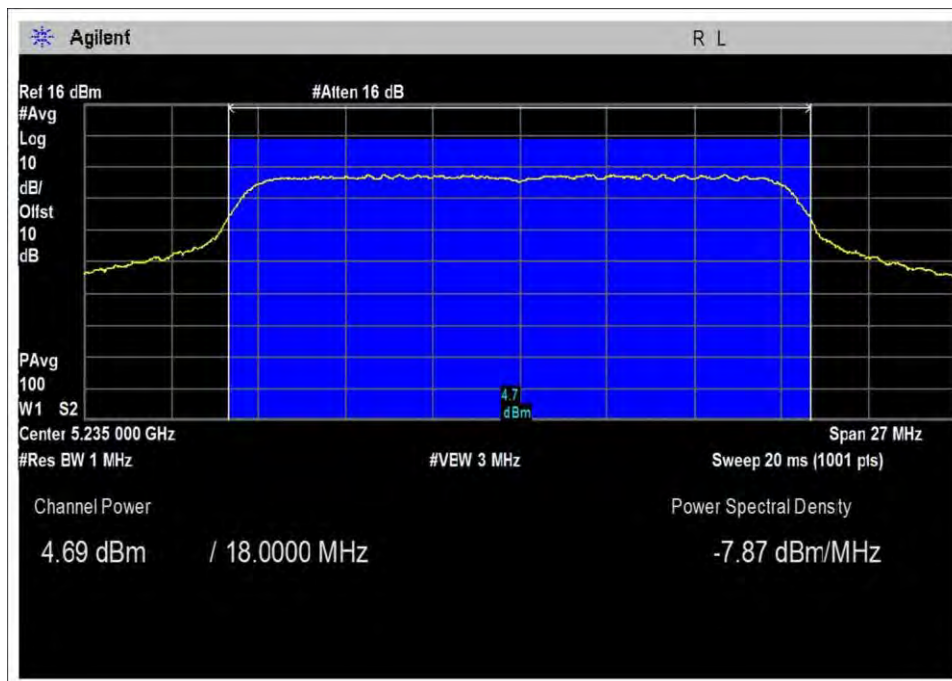 Agilent R L
Ref 16 dBm #Atten 16 dB
#Avg
Log
10
dB/
Offst
10
dB
PAvg
100
W1 S2
4.7
dBm
Center 5.235 000 GHz Span 27 MHz
#Res BW 1 MHz #VBW 3 MHz Sweep 20 ms (1001 pts)
Channel Power Power Spectral Density
4.69 dBm / 18.0000 MHz -7.87 dBm/MHz